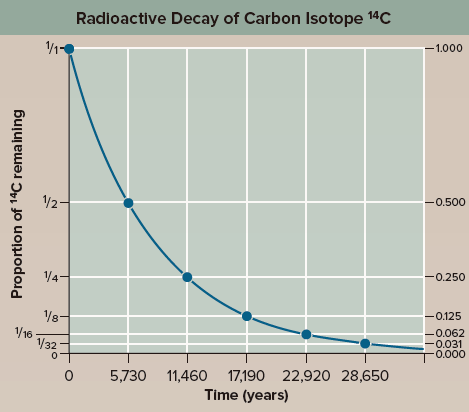 Radioactive Decay of Carbon Isotope ¹⁴C
Proportion of ¹⁴C remaining
1/1 1.000
1/2 0.500
1/4 0.250
1/8 0.125
1/16 0.062
1/32 0.031
0 0.000
0 5,730 11,460 17,190 22,920 28,650
Time (years)